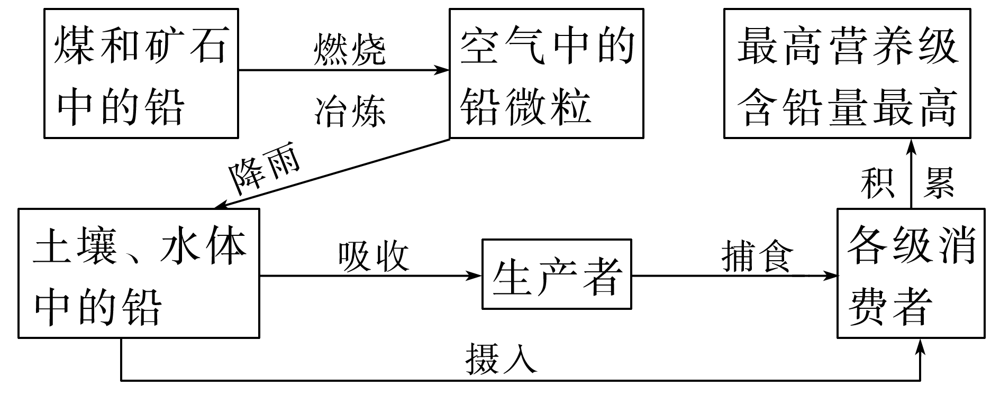 煤和矿石
中的铅
燃烧
冶炼
空气中的
铅微粒
最高营养级
含铅量最高
降雨
积 累
土壤、水体
中的铅
吸收
生产者
捕食
各级消
费者
摄入